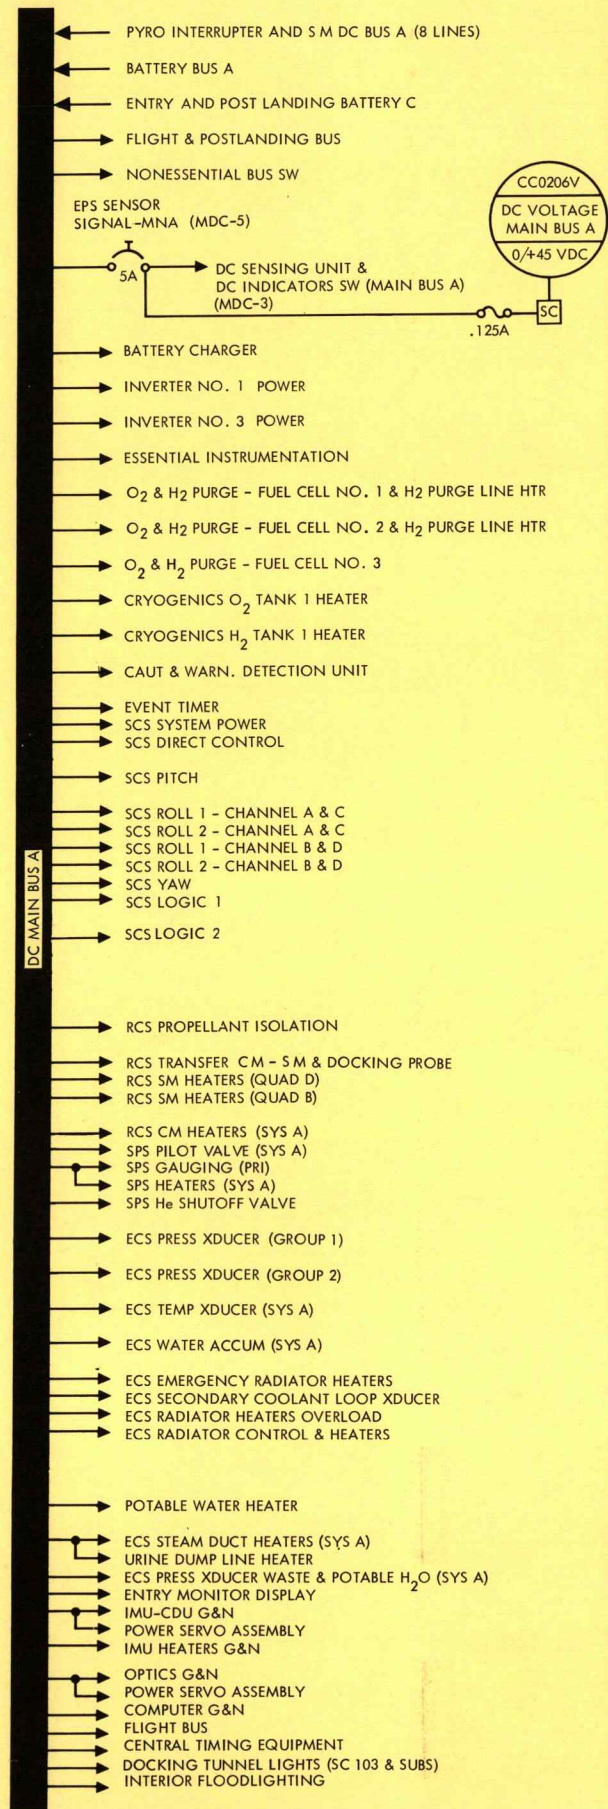 PYRO INTERRUPTER AND S M DC BUS A (8 LINES)
BATTERY BUS A
ENTRY AND POST LANDING BATTERY C
FLIGHT & POSTLANDING BUS
NONESSENTIAL BUS SW
CC0206V
DC VOLTAGE
MAIN BUS A
0/+45 VDC
EPS SENSOR
SIGNAL-MNA (MDC-5)
5A
DC SENSING UNIT &
DC INDICATORS SW (MAIN BUS A)
(MDC-3)
.125A
SC
BATTERY CHARGER
INVERTER NO. 1 POWER
INVERTER NO. 3 POWER
ESSENTIAL INSTRUMENTATION
O2 & H2 PURGE - FUEL CELL NO. 1 & H2 PURGE LINE HTR
O2 & H2 PURGE - FUEL CELL NO. 2 & H2 PURGE LINE HTR
O2 & H2 PURGE - FUEL CELL NO. 3
CRYOGENICS O2 TANK 1 HEATER
CRYOGENICS H2 TANK 1 HEATER
CAUT & WARN. DETECTION UNIT
EVENT TIMER
SCS SYSTEM POWER
SCS DIRECT CONTROL
SCS PITCH
SCS ROLL 1 - CHANNEL A & C
SCS ROLL 2 - CHANNEL A & C
SCS ROLL 1 - CHANNEL B & D
SCS ROLL 2 - CHANNEL B & D
SCS YAW
SCS LOGIC 1
SCS LOGIC 2
DC MAIN BUS A
RCS PROPELLANT ISOLATION
RCS TRANSFER CM - SM & DOCKING PROBE
RCS SM HEATERS (QUAD D)
RCS SM HEATERS (QUAD B)
RCS CM HEATERS (SYS A)
SPS PILOT VALVE (SYS A)
SPS GAUGING (PRI)
SPS HEATERS (SYS A)
SPS He SHUTOFF VALVE
ECS PRESS XDUCER (GROUP 1)
ECS PRESS XDUCER (GROUP 2)
ECS TEMP XDUCER (SYS A)
ECS WATER ACCUM (SYS A)
ECS EMERGENCY RADIATOR HEATERS
ECS SECONDARY COOLANT LOOP XDUCER
ECS RADIATOR HEATERS OVERLOAD
ECS RADIATOR CONTROL & HEATERS
POTABLE WATER HEATER
ECS STEAM DUCT HEATERS (SYS A)
URINE DUMP LINE HEATER
ECS PRESS XDUCER WASTE & POTABLE H2O (SYS A)
ENTRY MONITOR DISPLAY
IMU-CDU G&N
POWER SERVO ASSEMBLY
IMU HEATERS G&N
OPTICS G&N
POWER SERVO ASSEMBLY
COMPUTER G&N
FLIGHT BUS
CENTRAL TIMING EQUIPMENT
DOCKING TUNNEL LIGHTS (SC 103 & SUBS)
INTERIOR FLOODLIGHTING